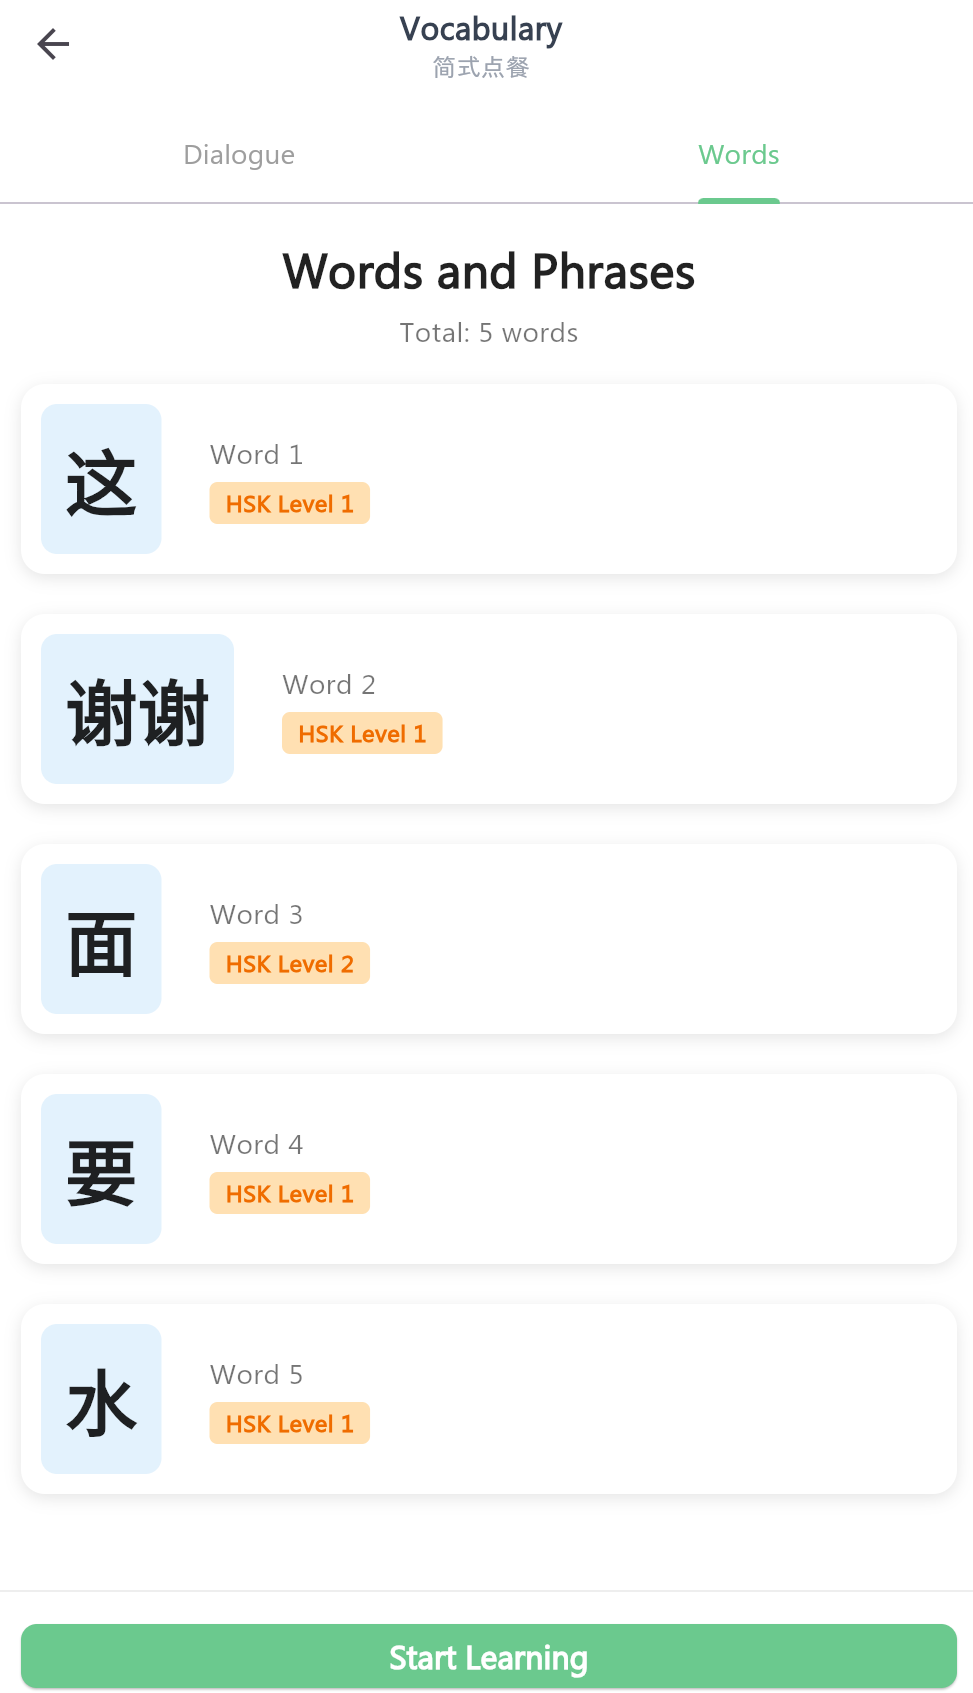 Vocabulary
简式点餐
Dialogue
Words
Words and Phrases
Total: 5 words
这
Word 1
HSK Level 1
谢谢
Word 2
HSK Level 1
面
Word 3
HSK Level 2
要
Word 4
HSK Level 1
水
Word 5
HSK Level 1
Start Learning